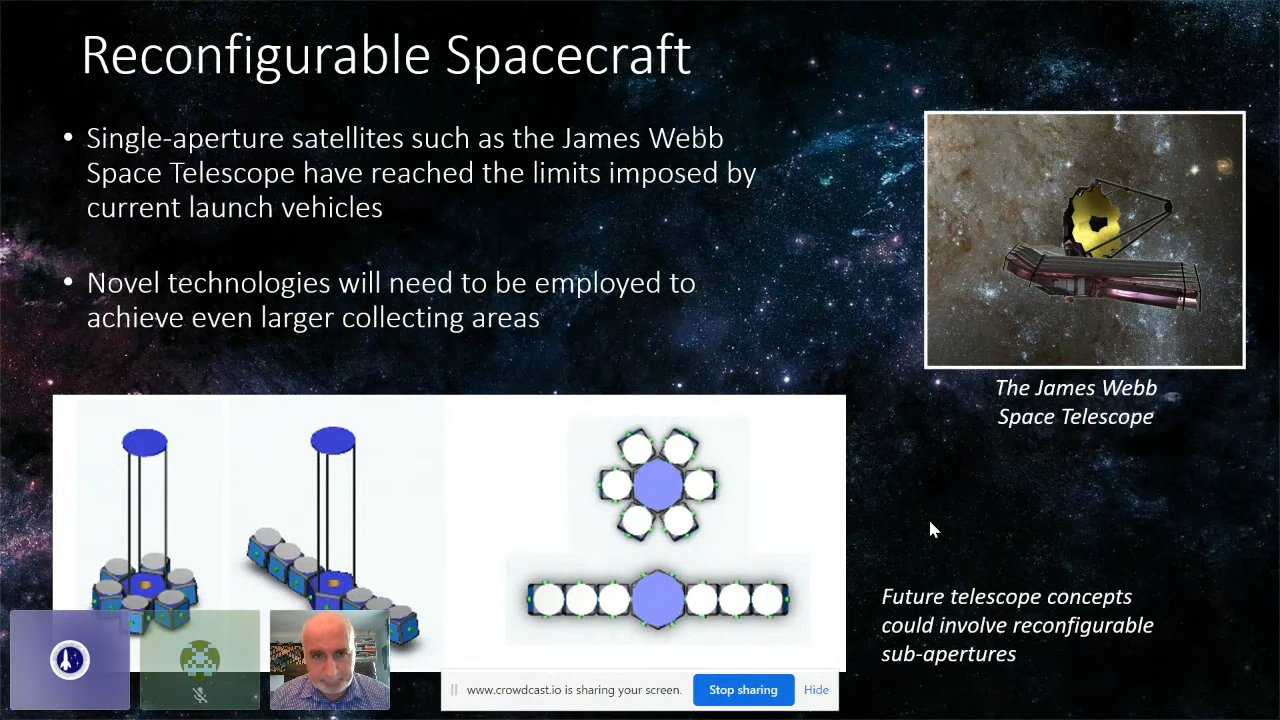 Reconfigurable Spacecraft
• Single-aperture satellites such as the James Webb
Space Telescope have reached the limits imposed by
current launch vehicles
• Novel technologies will need to be employed to
achieve even larger collecting areas
The James Webb
Space Telescope
Future telescope concepts
could involve reconfigurable
sub-apertures
www.crowdcast.io is sharing your screen.
Stop sharing
Hide